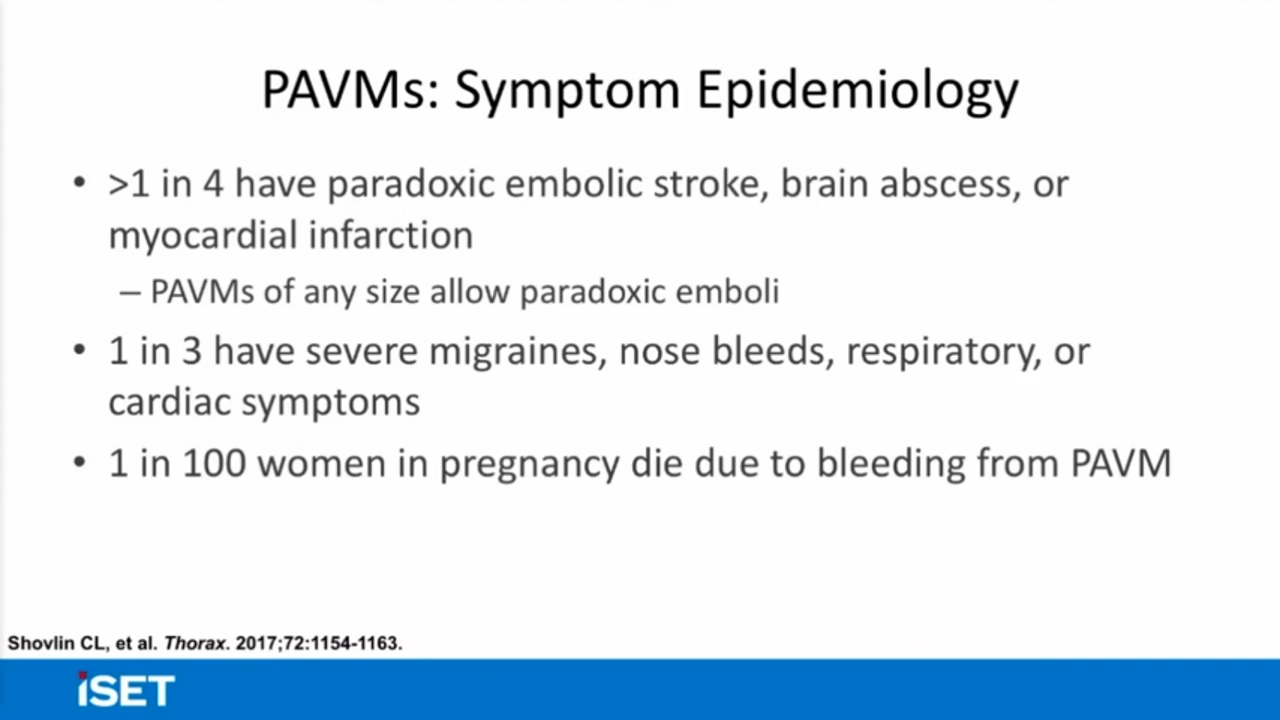 PAVMs: Symptom Epidemiology
• >1 in 4 have paradoxic embolic stroke, brain abscess, or
myocardial infarction
– PAVMs of any size allow paradoxic emboli
• 1 in 3 have severe migraines, nose bleeds, respiratory, or
cardiac symptoms
• 1 in 100 women in pregnancy die due to bleeding from PAVM
Shovlin CL, et al. Thorax. 2017;72:1154-1163.
iSET